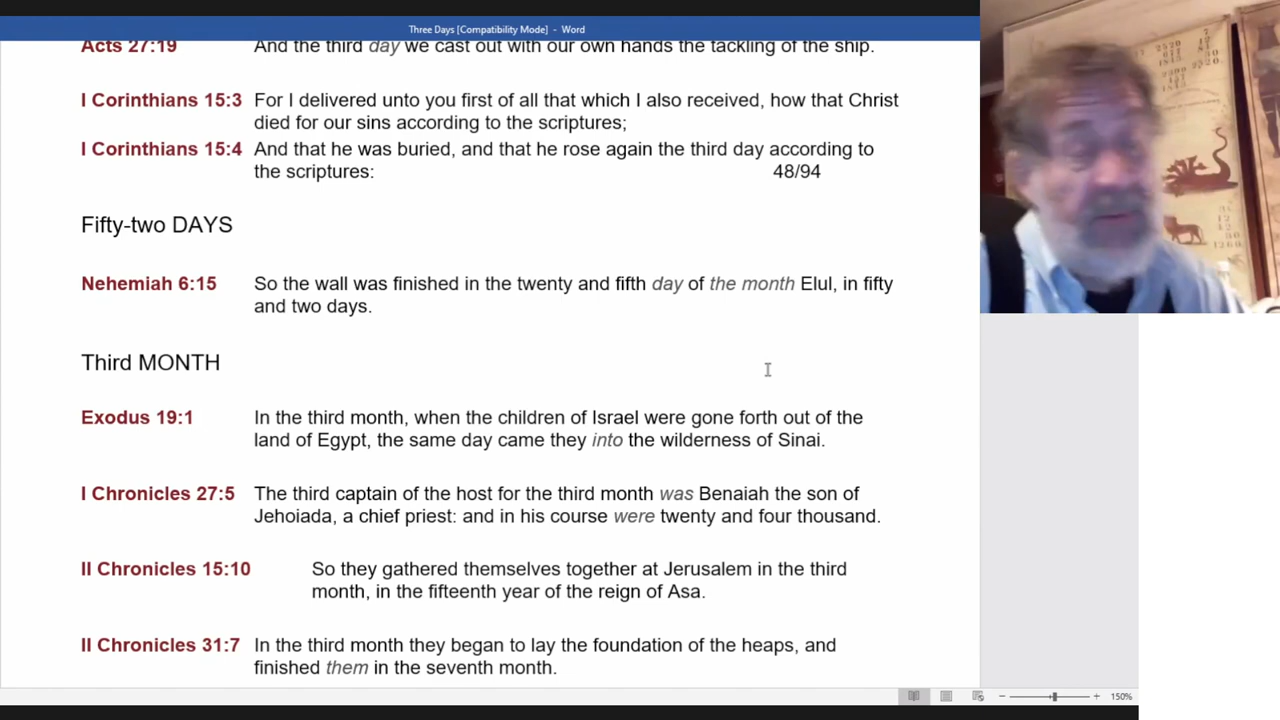 Three Days [Compatibility Mode] - Word
Acts 27:19 And the third day we cast out with our own hands the tackling of the ship.
I Corinthians 15:3 For I delivered unto you first of all that which I also received, how that Christ
died for our sins according to the scriptures;
I Corinthians 15:4 And that he was buried, and that he rose again the third day according to
the scriptures: 48/94
Fifty-two DAYS
Nehemiah 6:15 So the wall was finished in the twenty and fifth day of the month Elul, in fifty
and two days.
Third MONTH
Exodus 19:1 In the third month, when the children of Israel were gone forth out of the
land of Egypt, the same day came they into the wilderness of Sinai.
I Chronicles 27:5 The third captain of the host for the third month was Benaiah the son of
Jehoiada, a chief priest: and in his course were twenty and four thousand.
II Chronicles 15:10 So they gathered themselves together at Jerusalem in the third
month, in the fifteenth year of the reign of Asa.
II Chronicles 31:7 In the third month they began to lay the foundation of the heaps, and
finished them in the seventh month.
150%
2520
2520.
1260.